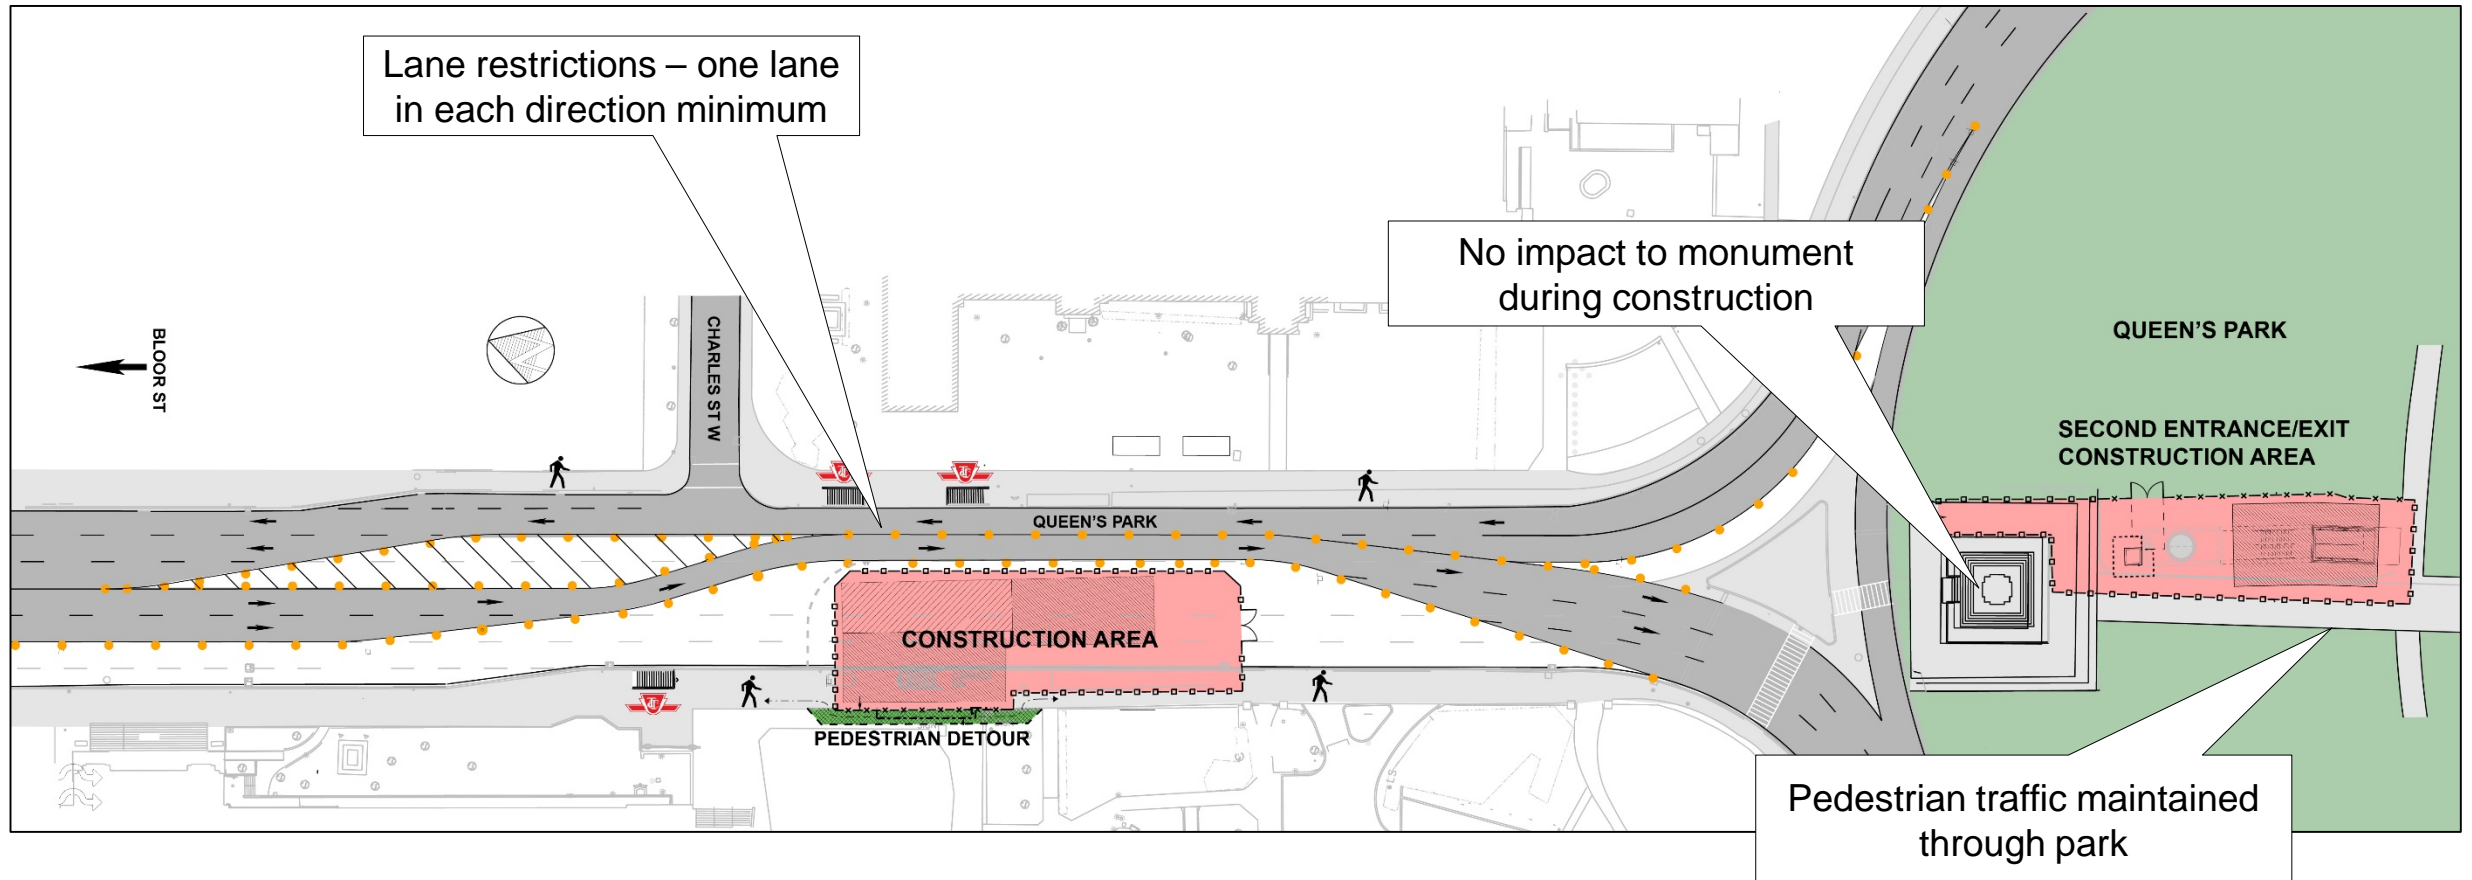 Lane restrictions – one lane
in each direction minimum
No impact to monument
during construction
BLOOR ST
CHARLES ST W
QUEEN'S PARK
SECOND ENTRANCE/EXIT
CONSTRUCTION AREA
QUEEN'S PARK
CONSTRUCTION AREA
PEDESTRIAN DETOUR
Pedestrian traffic maintained
through park